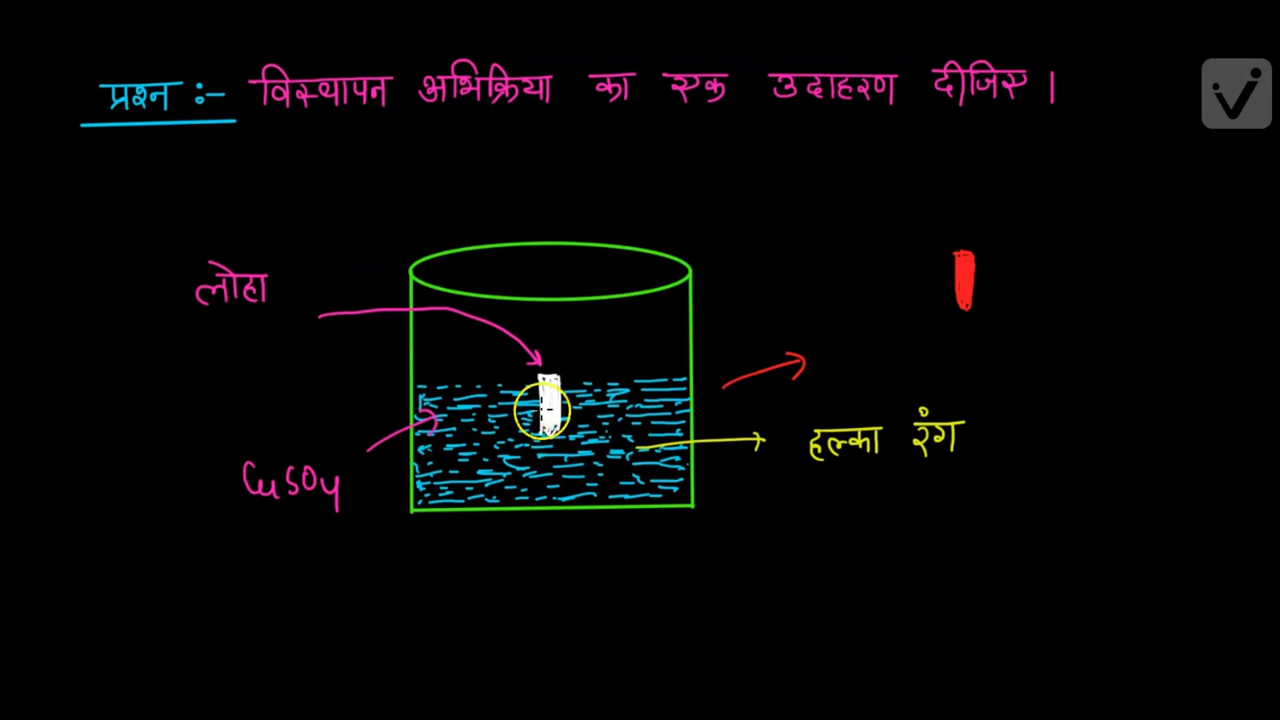 प्रश्न :- विस्थापन अभिक्रिया का एक उदाहरण दीजिए ।
लोहा
हल्का रंग
CuSO4